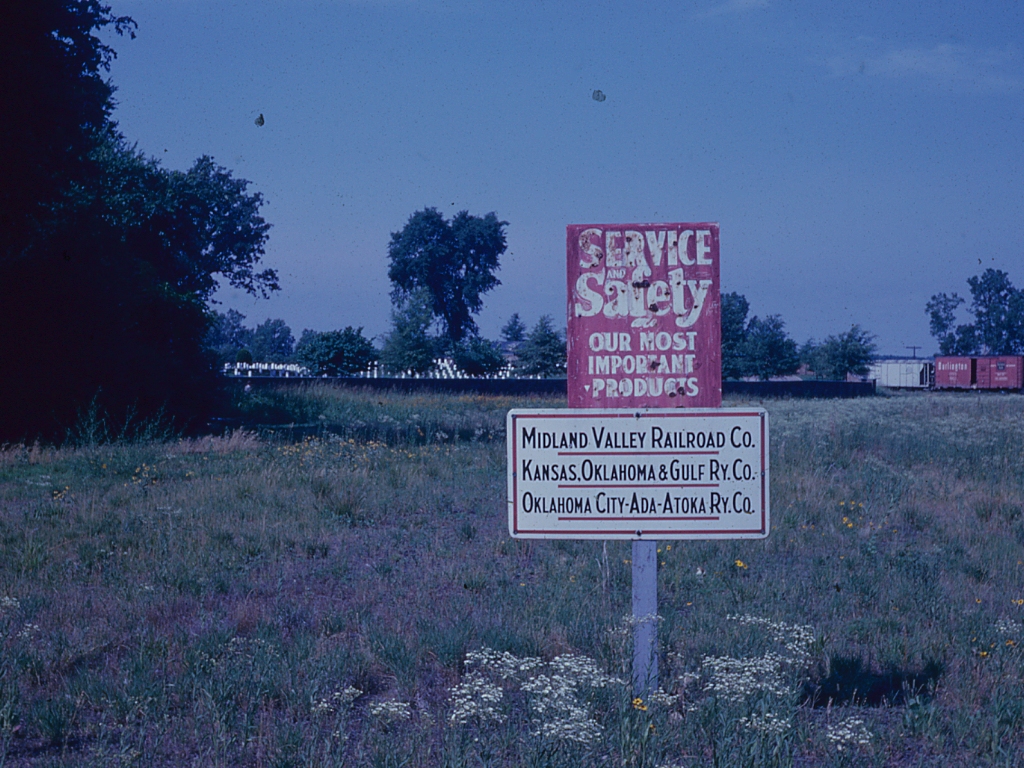 SERVICE
AND
Safety
OUR MOST
IMPORTANT
PRODUCTS
MIDLAND VALLEY RAILROAD CO.
KANSAS, OKLAHOMA & GULF RY. CO.
OKLAHOMA CITY-ADA-ATOKA RY. CO.
Burlington